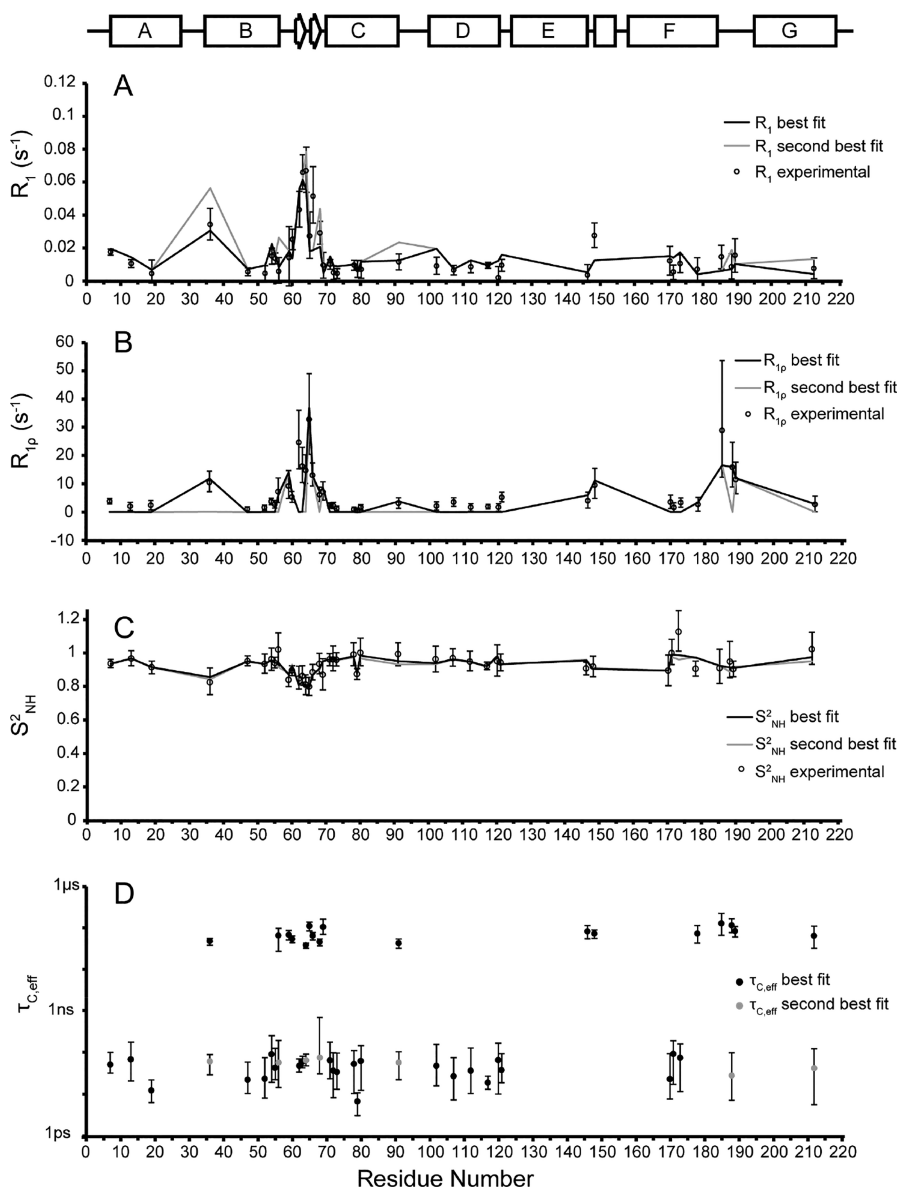 A B C D E F G
A
0.12
0.1
0.08
0.06
0.04
0.02
0
R1 (s-1)
R1 best fit
R1 second best fit
R1 experimental
0 10 20 30 40 50 60 70 80 90 100 110 120 130 140 150 160 170 180 190 200 210 220
B
60
50
40
30
20
10
0
-10
R1ρ (s-1)
R1ρ best fit
R1ρ second best fit
R1ρ experimental
0 10 20 30 40 50 60 70 80 90 100 110 120 130 140 150 160 170 180 190 200 210 220
C
1.2
1
0.8
0.6
0.4
0.2
0
S2NH
S2NH best fit
S2NH second best fit
S2NH experimental
0 10 20 30 40 50 60 70 80 90 100 110 120 130 140 150 160 170 180 190 200 210 220
D
1µs
1ns
1ps
τC,eff
τC,eff best fit
τC,eff second best fit
0 10 20 30 40 50 60 70 80 90 100 110 120 130 140 150 160 170 180 190 200 210 220
Residue Number